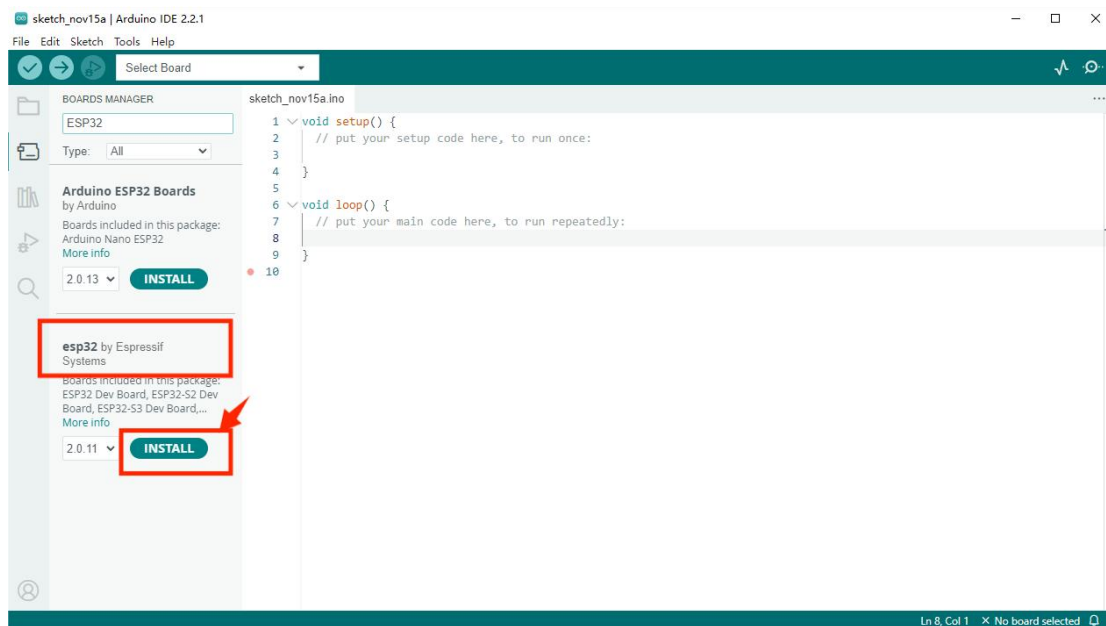 sketch_nov15a | Arduino IDE 2.2.1
File Edit Sketch Tools Help
Select Board
BOARDS MANAGER
ESP32
Type: All
Arduino ESP32 Boards
by Arduino
Boards included in this package:
Arduino Nano ESP32
More info
2.0.13 INSTALL
esp32 by Espressif
Systems
Boards included in this package:
ESP32 Dev Board, ESP32-S2 Dev
Board, ESP32-S3 Dev Board,...
More info
2.0.11 INSTALL
sketch_nov15a.ino
...
1 void setup() {
2 // put your setup code here, to run once:
3
4 }
5
6 void loop() {
7 // put your main code here, to run repeatedly:
8
9 }
10
Ln 8, Col 1 × No board selected